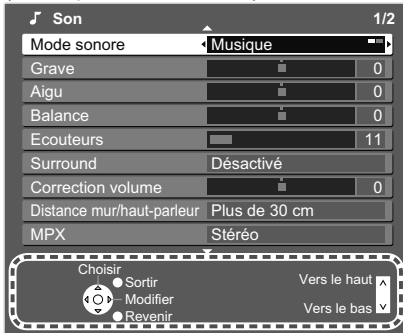 Son 1/2
Mode sonore Musique
Grave 0
Aigu 0
Balance 0
Ecouteurs 11
Surround Désactivé
Correction volume 0
Distance mur/haut-parleur Plus de 30 cm
MPX Stéréo
Choisir
Sortir
Modifier
Revenir
Vers le haut
Vers le bas